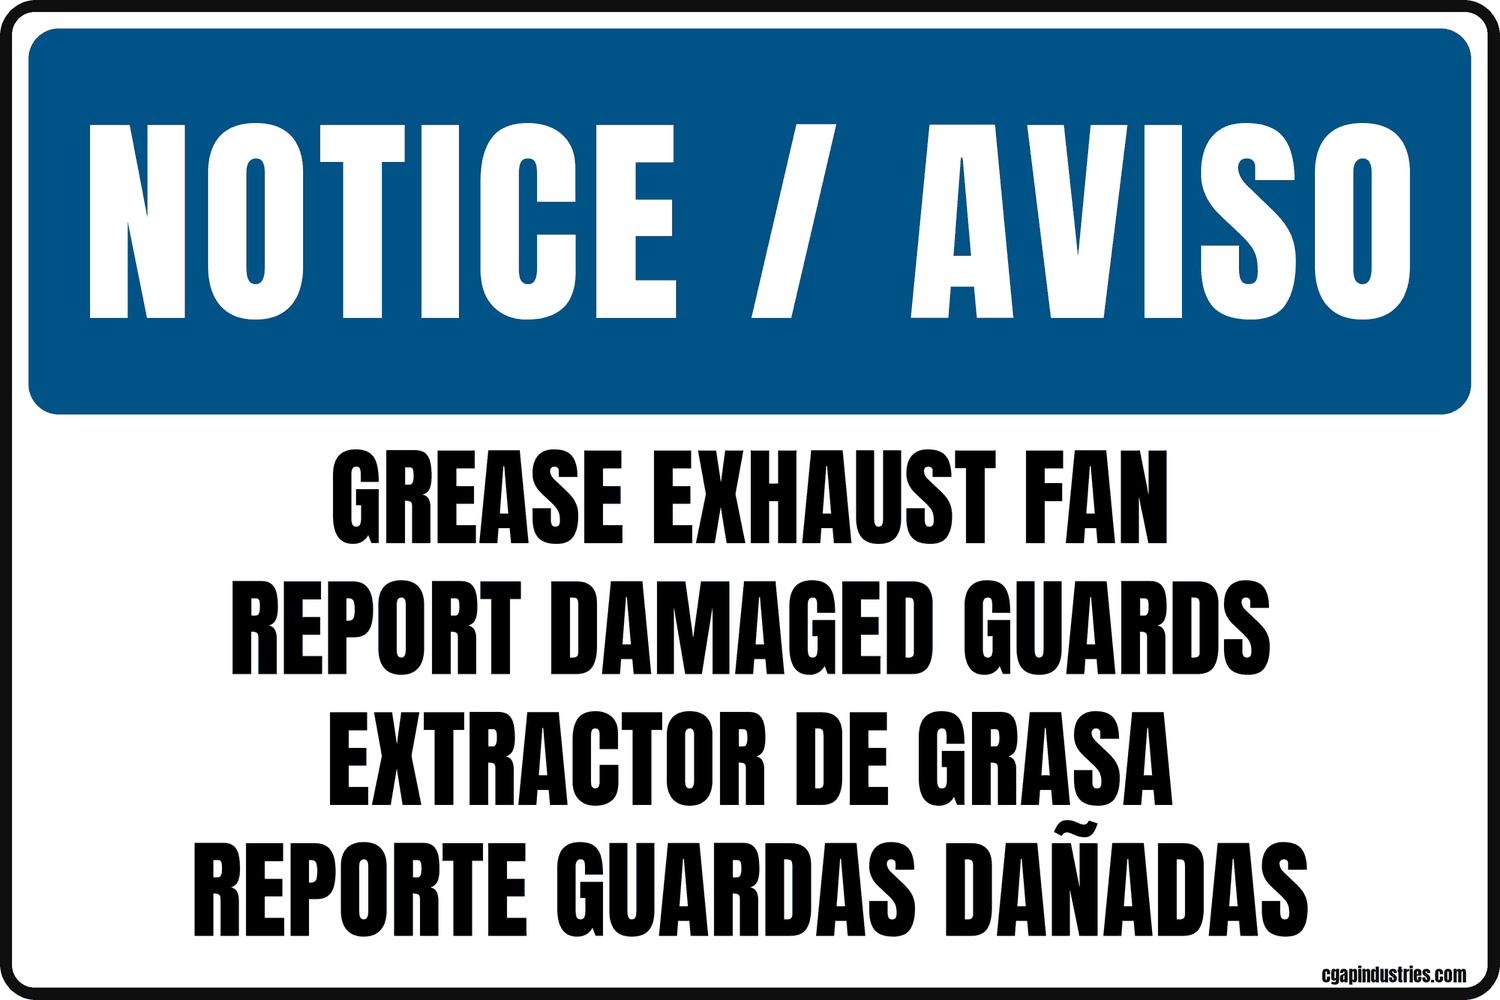 NOTICE / AVISO
GREASE EXHAUST FAN
REPORT DAMAGED GUARDS
EXTRACTOR DE GRASA
REPORTE GUARDAS DAÑADAS
cgapindustries.com